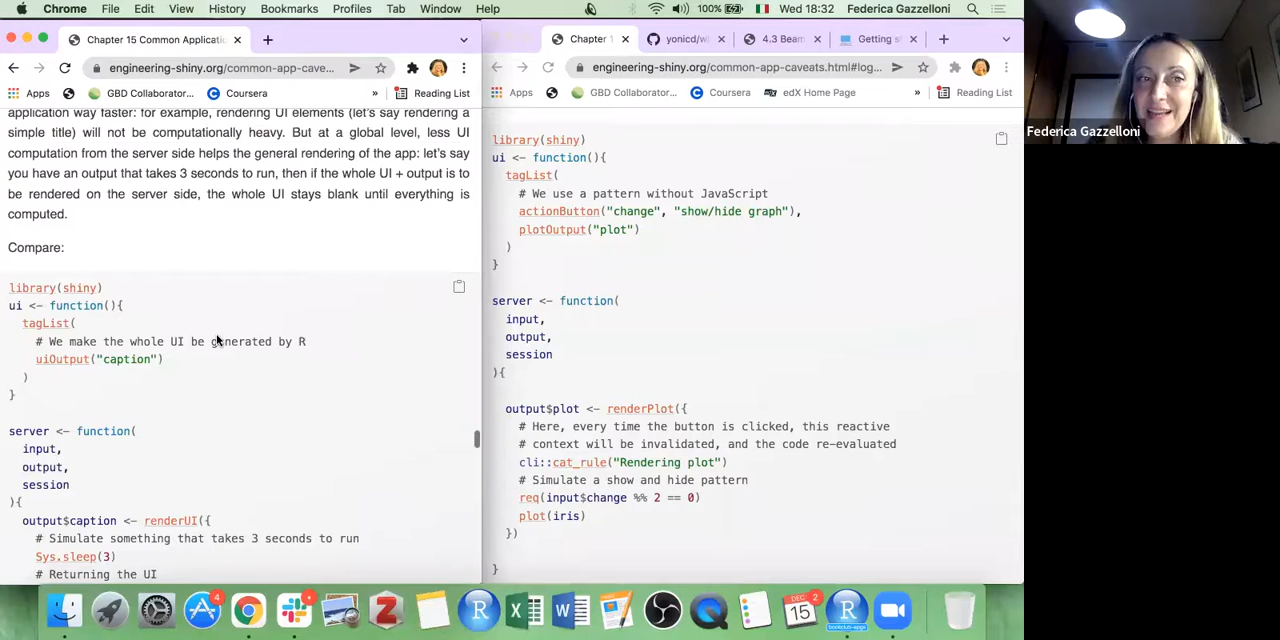 Chrome File Edit View History Bookmarks Profiles Tab Window Help 100% Wed 18:32 Federica Gazzelloni
Chapter 15 Common Applicati
engineering-shiny.org/common-app-cave...
Apps GBD Collaborator... Coursera » Reading List
application way faster: for example, rendering UI elements (let's say rendering a
simple title) will not be computationally heavy. But at a global level, less UI
computation from the server side helps the general rendering of the app: let's say
you have an output that takes 3 seconds to run, then if the whole UI + output is to
be rendered on the server side, the whole UI stays blank until everything is
computed.
Compare:
library(shiny)
ui <- function(){
tagList(
# We make the whole UI be generated by R
uiOutput("caption")
)
}
server <- function(
input,
output,
session
){
output$caption <- renderUI({
# Simulate something that takes 3 seconds to run
Sys.sleep(3)
# Returning the UI
Chapter 1 yonicd/w 4.3 Beam Getting s
engineering-shiny.org/common-app-caveats.html#log...
Apps GBD Collaborator... Coursera edX Home Page » Reading List
library(shiny)
ui <- function(){
tagList(
# We use a pattern without JavaScript
actionButton("change", "show/hide graph"),
plotOutput("plot")
)
}
server <- function(
input,
output,
session
){
output$plot <- renderPlot({
# Here, every time the button is clicked, this reactive
# context will be invalidated, and the code re-evaluated
cli::cat_rule("Rendering plot")
# Simulate a show and hide pattern
req(input$change %% 2 == 0)
plot(iris)
})
}
Federica Gazzelloni
4
DEC 2
15